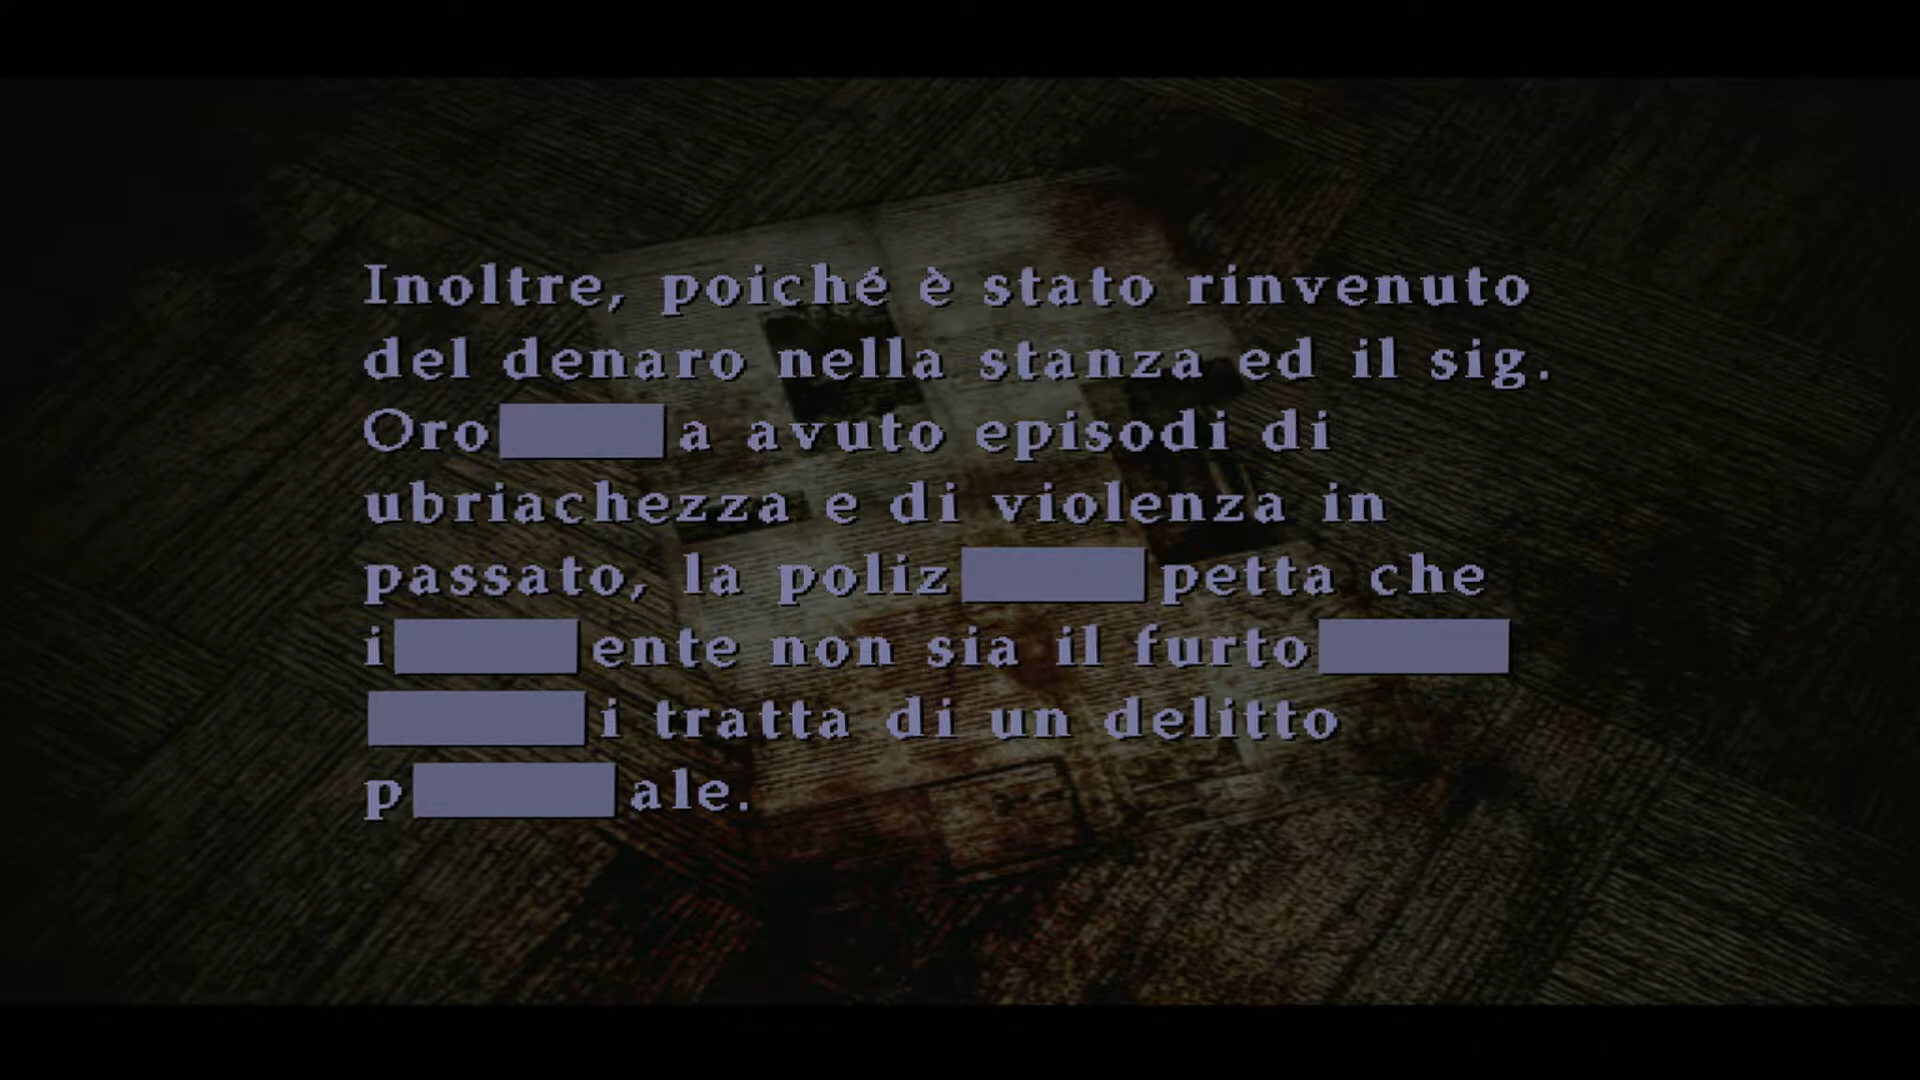 Inoltre, poiché è stato rinvenuto
del denaro nella stanza ed il sig.
Oro a avuto episodi di
ubriachezza e di violenza in
passato, la poliz petta che
i ente non sia il furto
i tratta di un delitto
p ale.